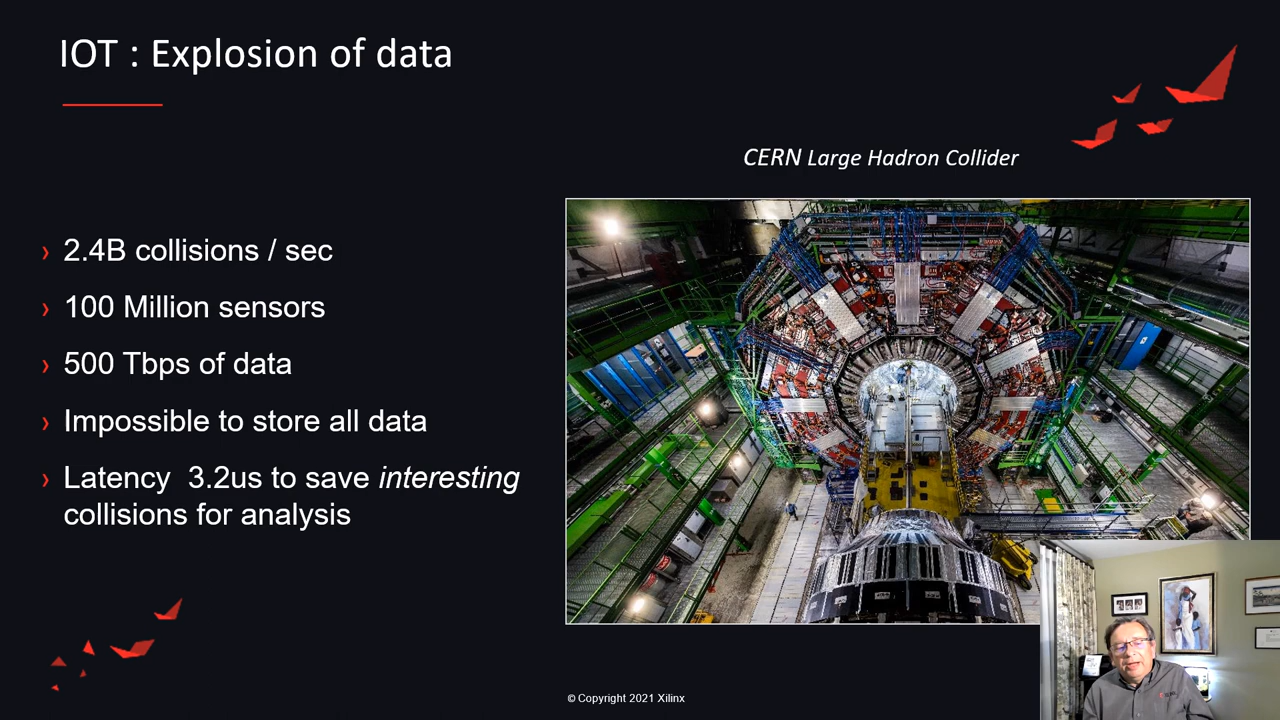 IOT : Explosion of data
CERN Large Hadron Collider
› 2.4B collisions / sec
› 100 Million sensors
› 500 Tbps of data
› Impossible to store all data
› Latency 3.2us to save interesting
collisions for analysis
© Copyright 2021 Xilinx